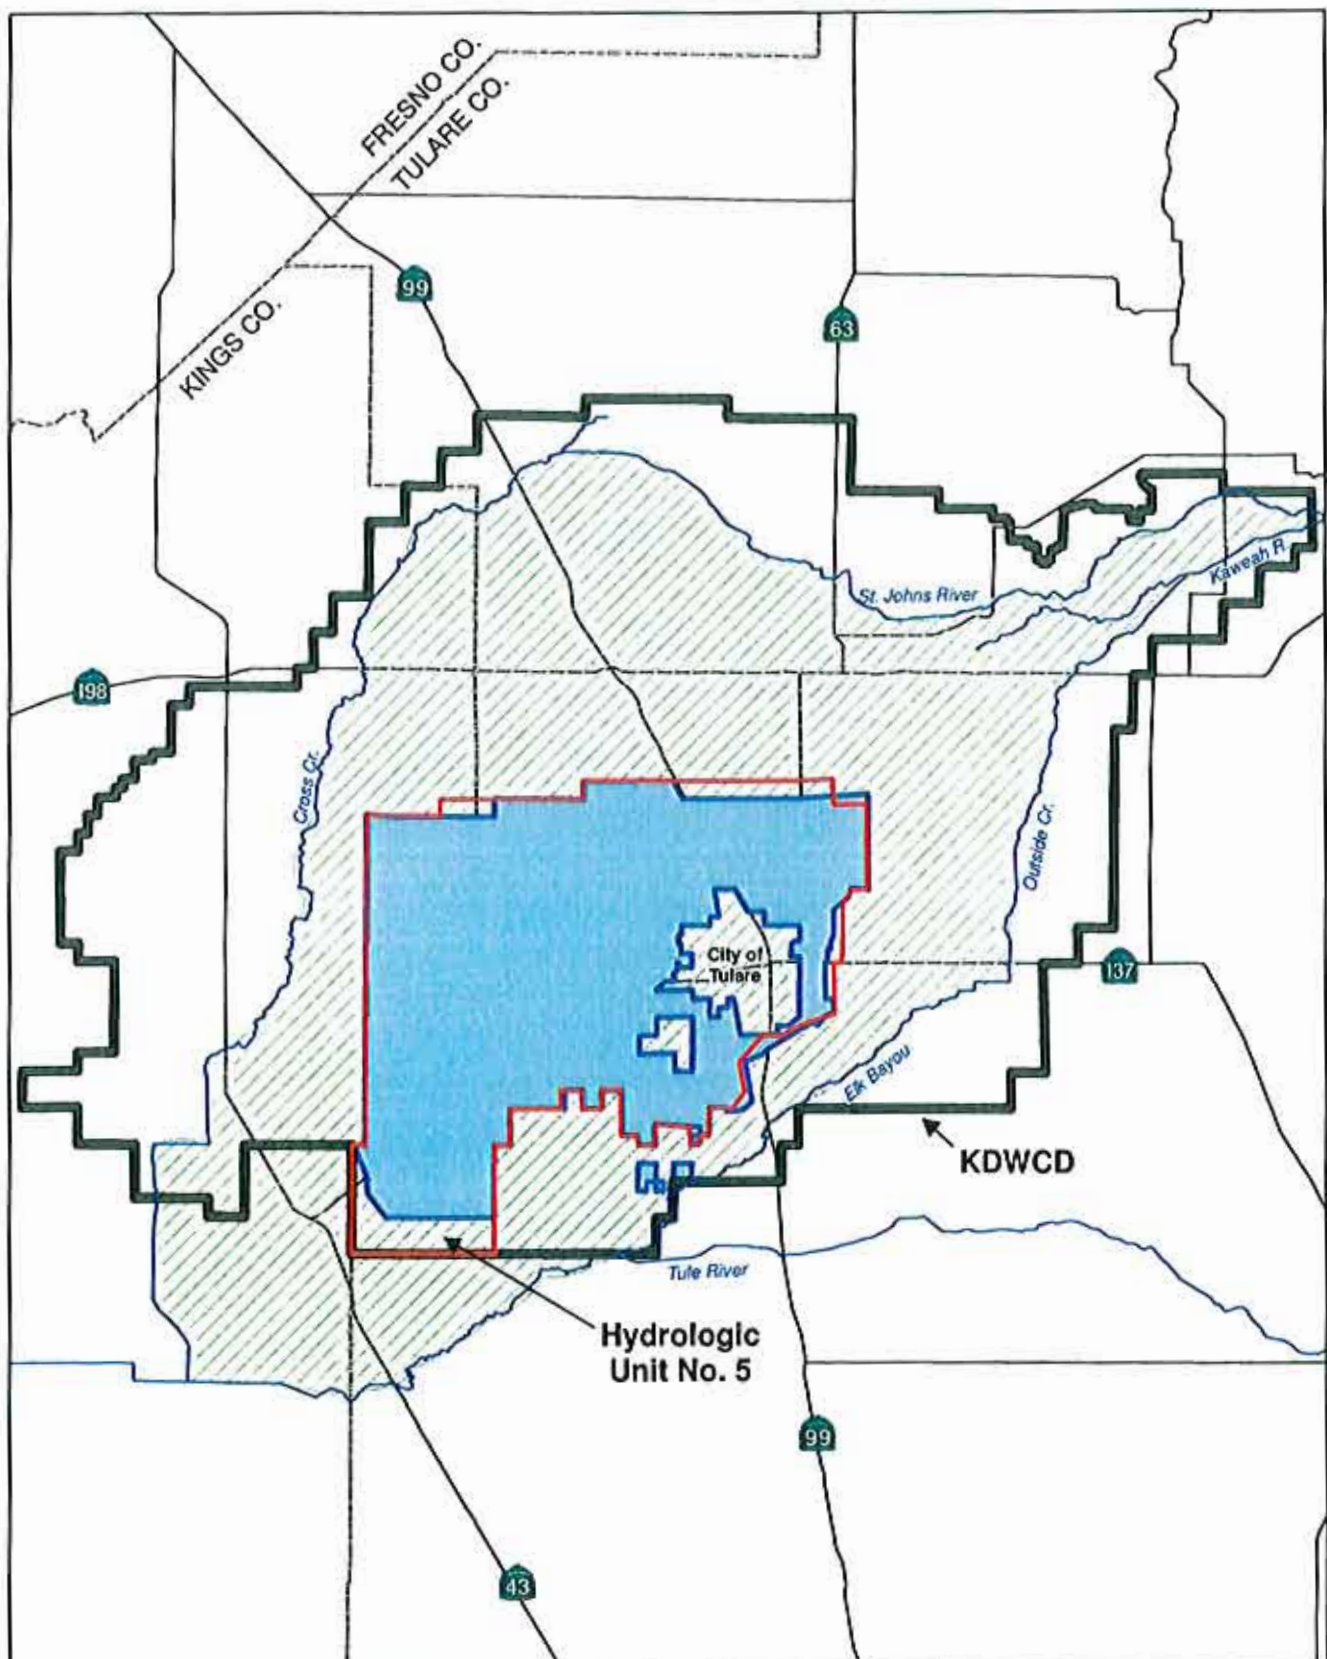 FRESNO CO.
TULARE CO.
KINGS CO.
99
63
St. Johns River
Kaweah R.
198
Cross Cr.
Outside Cr.
City of
Tulare
137
Elk Bayou
KDWCD
Tule River
Hydrologic
Unit No. 5
99
43